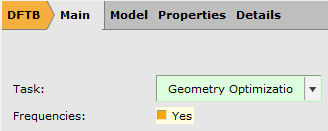 DFTB Main Model Properties Details
Task: Geometry Optimizatio
Frequencies: Yes